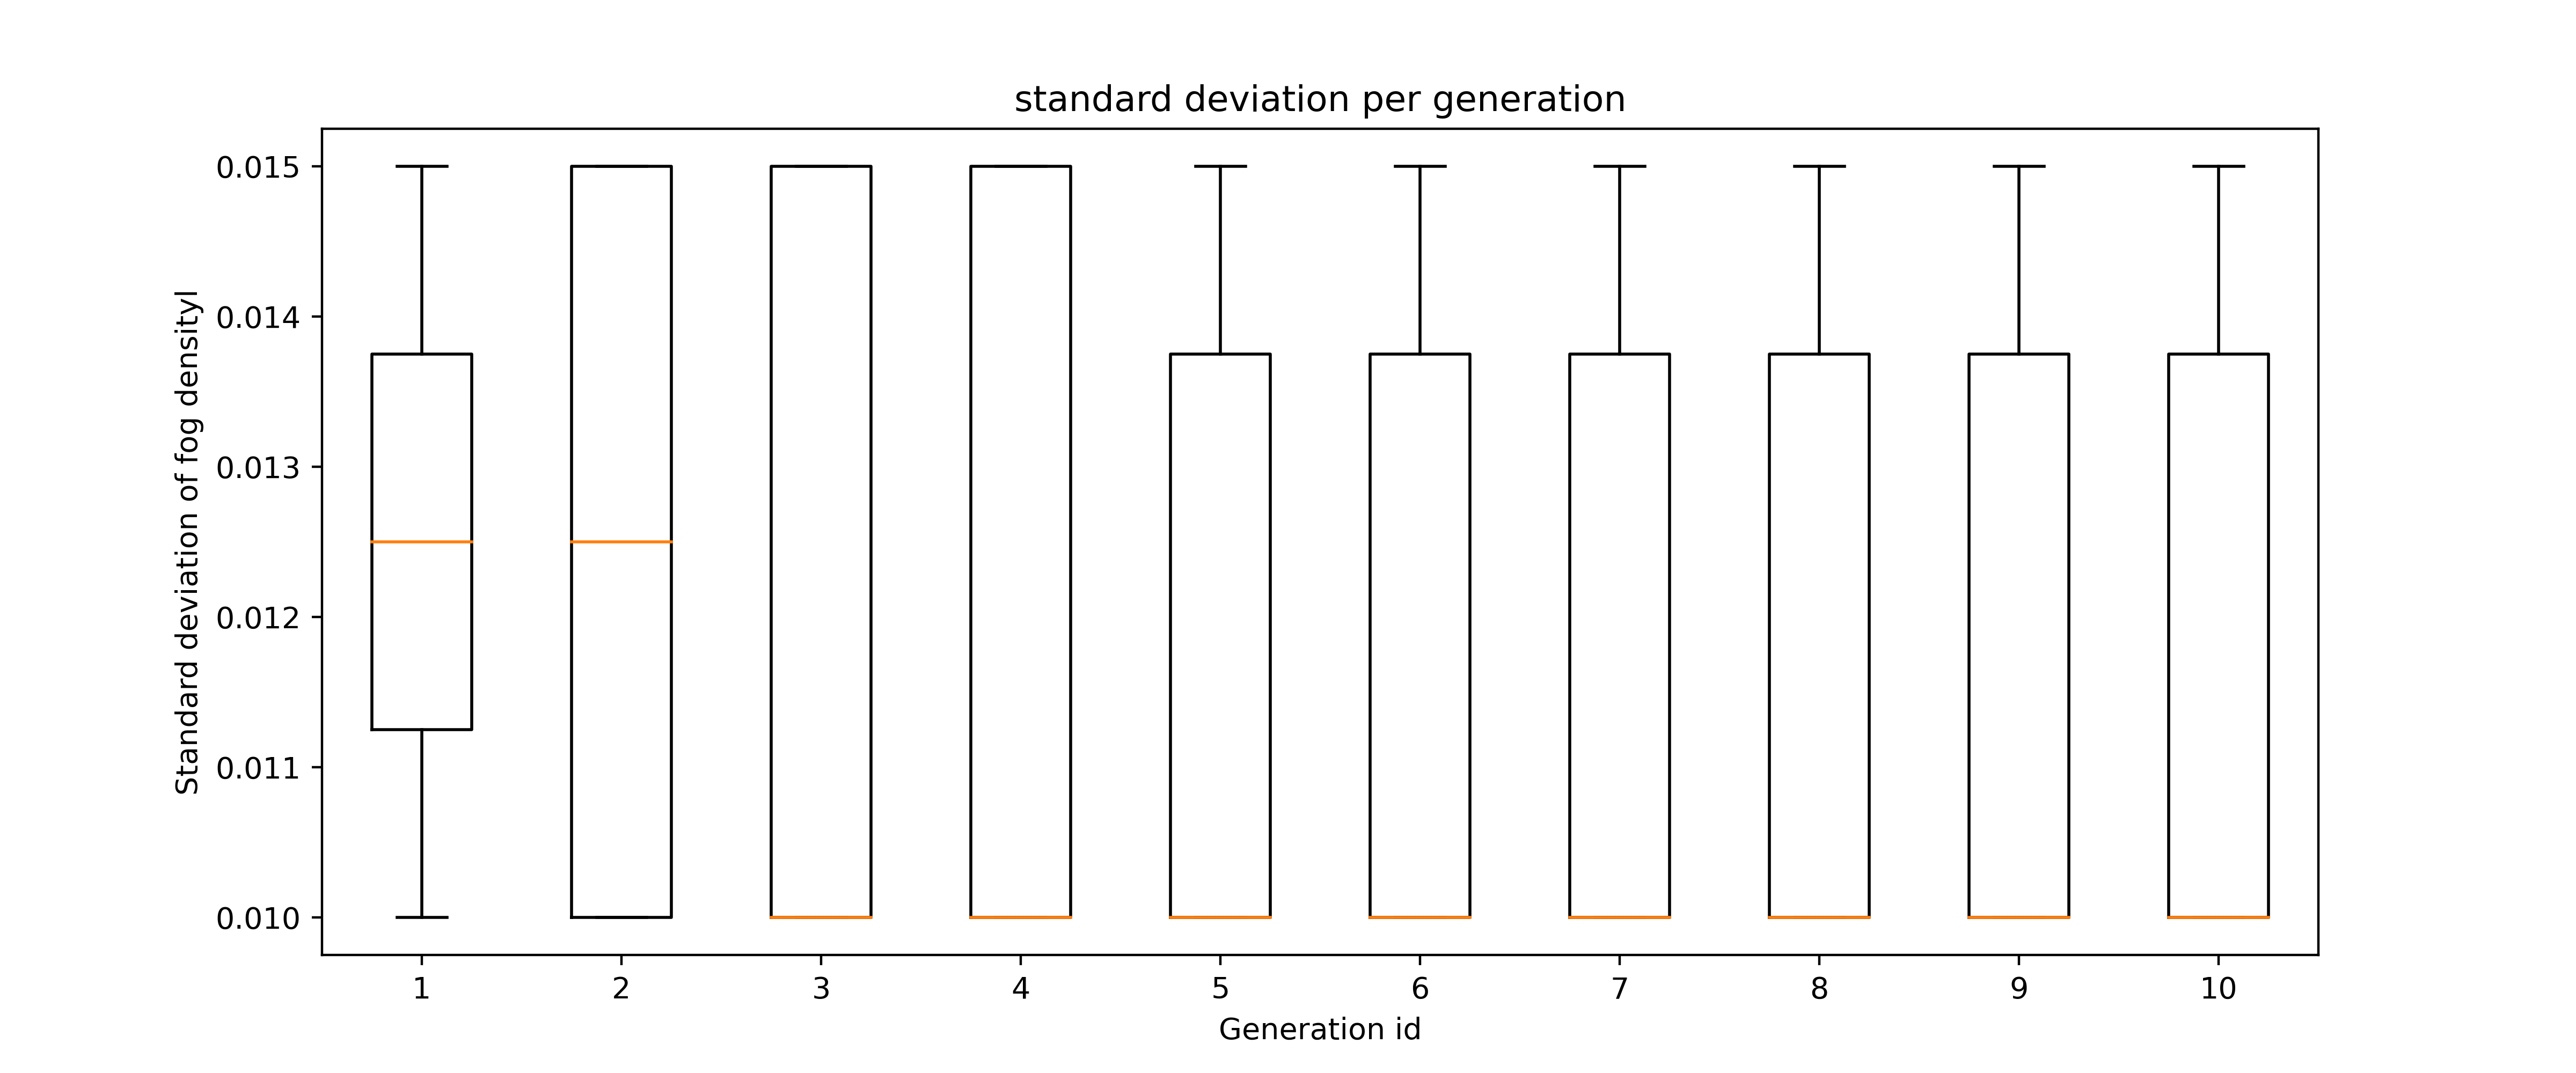 standard deviation per generation
Standard deviation of fog densityl
0.015
0.014
0.013
0.012
0.011
0.010
1 2 3 4 5 6 7 8 9 10
Generation id